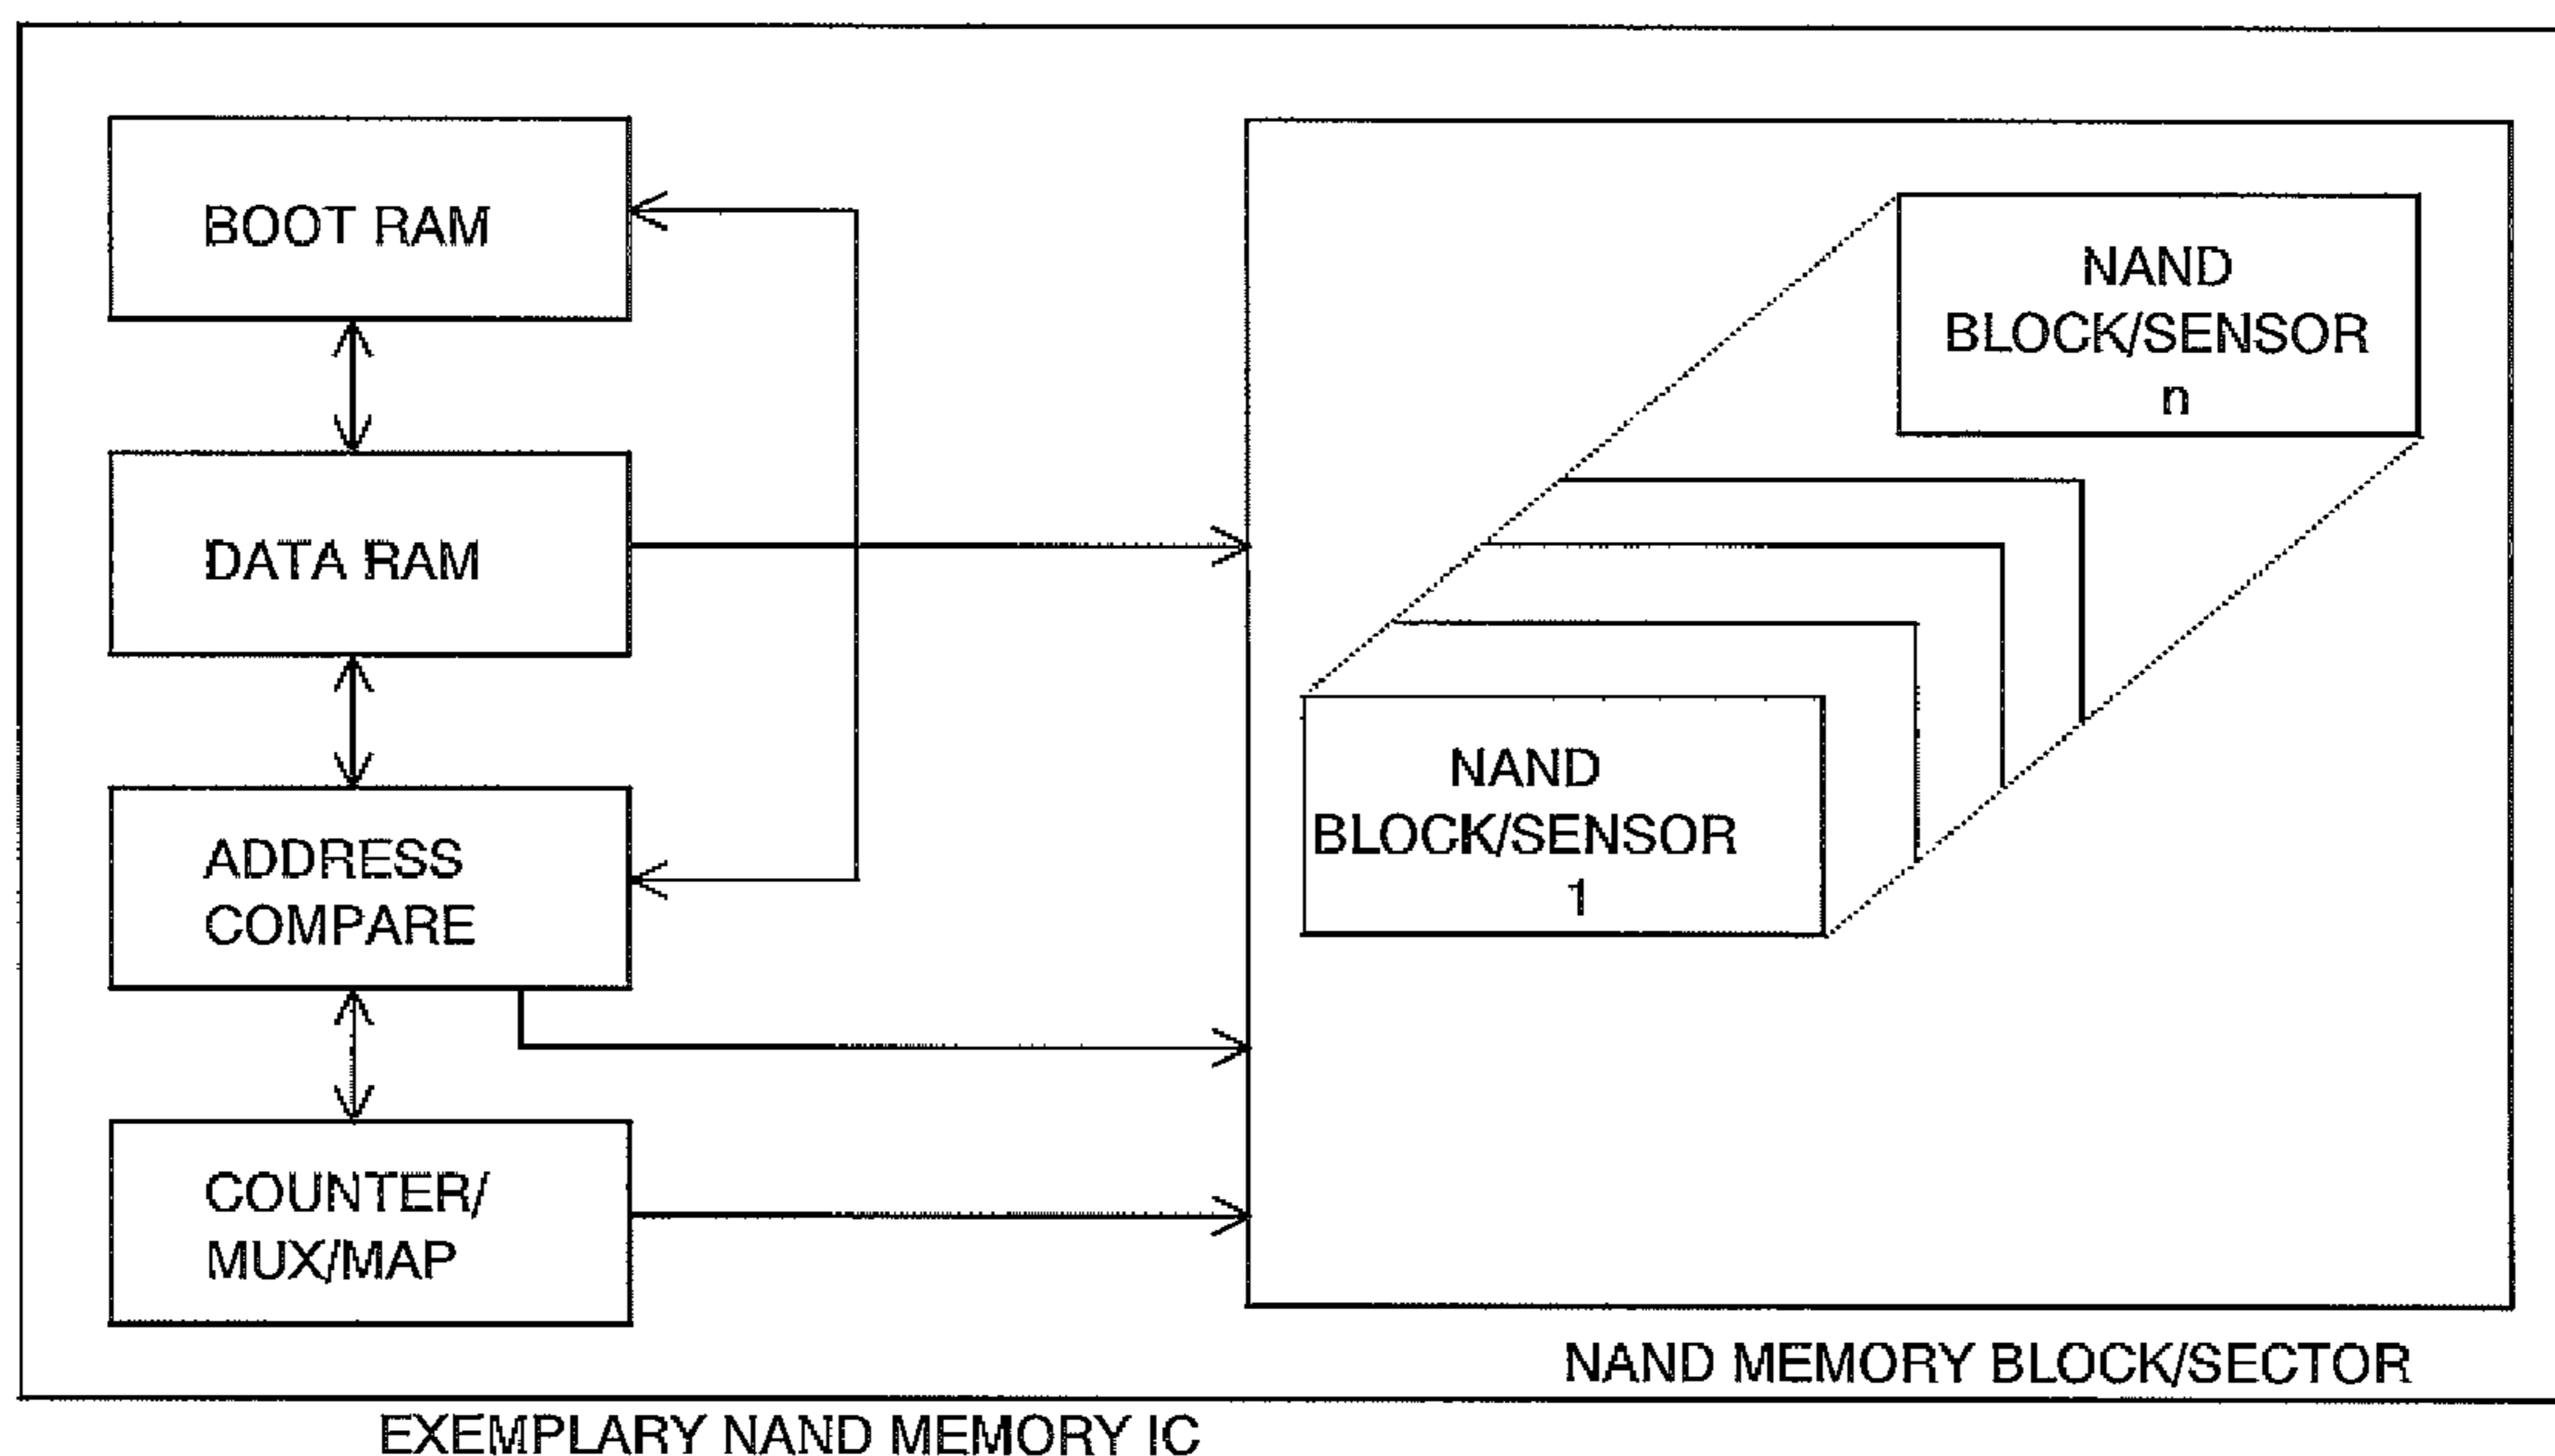 BOOT RAM
DATA RAM
ADDRESS
COMPARE
COUNTER/
MUX/MAP
NAND
BLOCK/SENSOR
n
NAND
BLOCK/SENSOR
1
NAND MEMORY BLOCK/SECTOR
EXEMPLARY NAND MEMORY IC